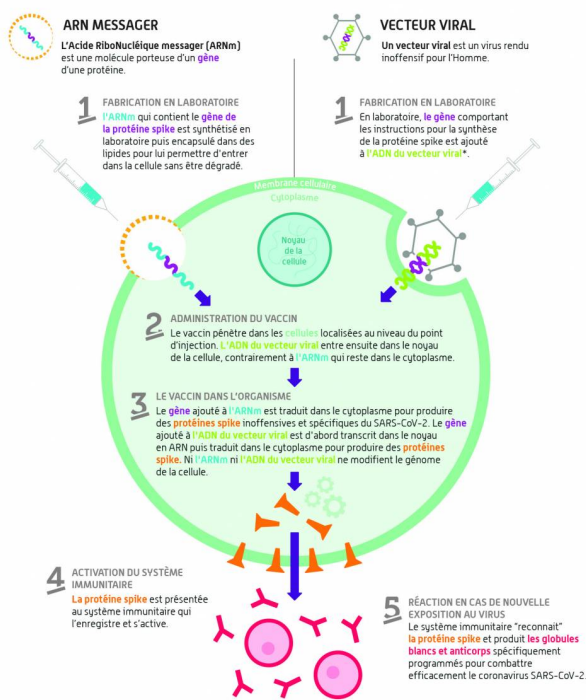 ARN MESSAGER
L'Acide RiboNucléique messager (ARNm)
est une molécule porteuse d'un gène
d'une protéine.
VECTEUR VIRAL
Un vecteur viral est un virus rendu
inoffensif pour l'Homme.
1 FABRICATION EN LABORATOIRE
l'ARNm qui contient le gène de
la protéine spike est synthétisé en
laboratoire puis encapsulé dans des
lipides pour lui permettre d'entrer
dans la cellule sans être dégradé.
1 FABRICATION EN LABORATOIRE
En laboratoire, le gène comportant
les instructions pour la synthèse
de la protéine spike est ajouté
à l'ADN du vecteur viral*.
Membrane cellulaire
Cytoplasme
Noyau
de la
cellule
2 ADMINISTRATION DU VACCIN
Le vaccin pénètre dans les cellules localisées au niveau du point
d'injection. L'ADN du vecteur viral entre ensuite dans le noyau
de la cellule, contrairement à l'ARNm qui reste dans le cytoplasme.
3 LE VACCIN DANS L'ORGANISME
Le gène ajouté à l'ARNm est traduit dans le cytoplasme pour produire
des protéines spike inoffensives et spécifiques du SARS-CoV-2. Le gène
ajouté à l'ADN du vecteur viral est d'abord transcrit dans le noyau
en ARN puis traduit dans le cytoplasme pour produire des protéines
spike. Ni l'ARNm ni l'ADN du vecteur viral ne modifient le génome
de la cellule.
4 ACTIVATION DU SYSTÈME
IMMUNITAIRE
La protéine spike est présentée
au système immunitaire qui
l'enregistre et s'active.
5 RÉACTION EN CAS DE NOUVELLE
EXPOSITION AU VIRUS
Le système immunitaire "reconnait"
la protéine spike et produit les globules
blancs et anticorps spécifiquement
programmés pour combattre
efficacement le coronavirus SARS-CoV-2